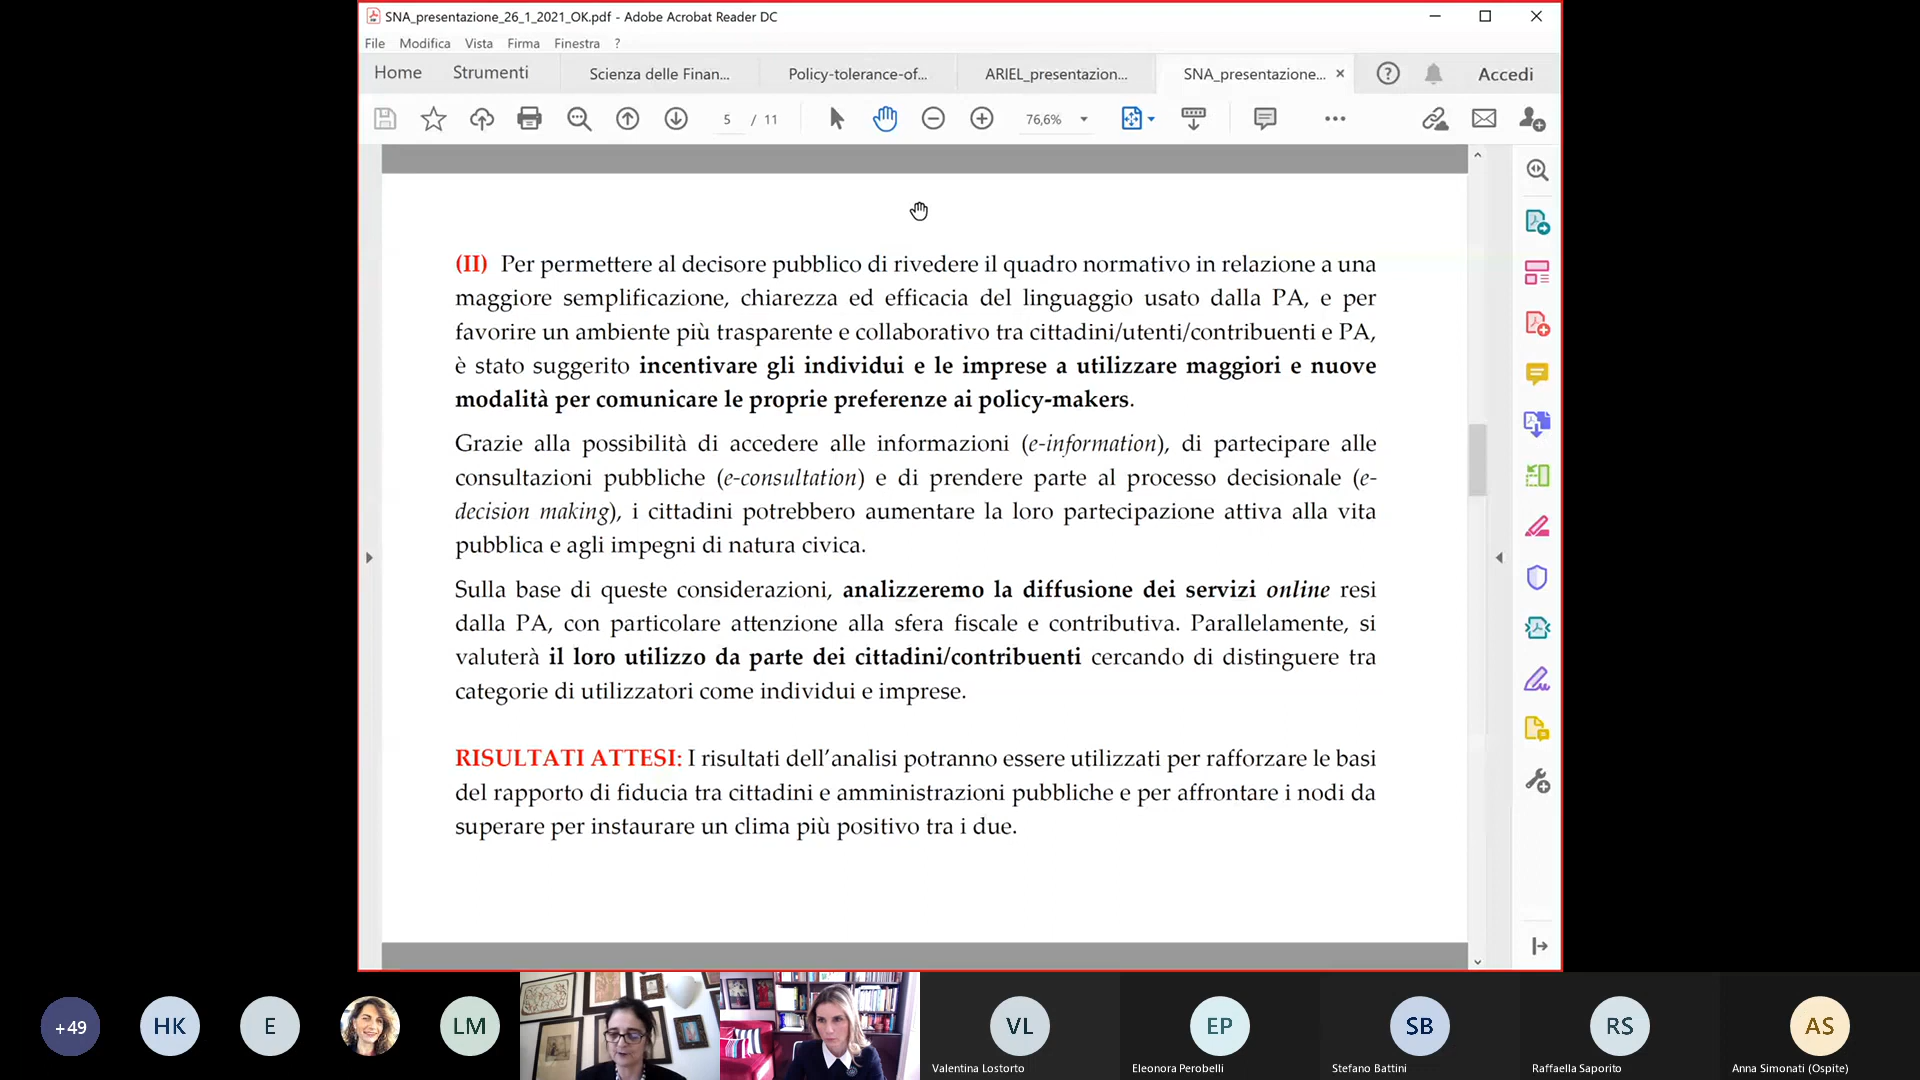 SNA_presentazione_26_1_2021_OK.pdf - Adobe Acrobat Reader DC
File Modifica Vista Firma Finestra ?
Home Strumenti Scienza delle Finan... Policy-tolerance-of... ARIEL_presentazion... SNA_presentazione... × ? Accedi
5 / 11 76,6%
(II) Per permettere al decisore pubblico di rivedere il quadro normativo in relazione a una
maggiore semplificazione, chiarezza ed efficacia del linguaggio usato dalla PA, e per
favorire un ambiente più trasparente e collaborativo tra cittadini/utenti/contribuenti e PA,
è stato suggerito incentivare gli individui e le imprese a utilizzare maggiori e nuove
modalità per comunicare le proprie preferenze ai policy-makers.
Grazie alla possibilità di accedere alle informazioni (e-information), di partecipare alle
consultazioni pubbliche (e-consultation) e di prendere parte al processo decisionale (e-
decision making), i cittadini potrebbero aumentare la loro partecipazione attiva alla vita
pubblica e agli impegni di natura civica.
Sulla base di queste considerazioni, analizzeremo la diffusione dei servizi online resi
dalla PA, con particolare attenzione alla sfera fiscale e contributiva. Parallelamente, si
valuterà il loro utilizzo da parte dei cittadini/contribuenti cercando di distinguere tra
categorie di utilizzatori come individui e imprese.
RISULTATI ATTESI: I risultati dell'analisi potranno essere utilizzati per rafforzare le basi
del rapporto di fiducia tra cittadini e amministrazioni pubbliche e per affrontare i nodi da
superare per instaurare un clima più positivo tra i due.
+49 HK E LM VL EP SB RS AS
Valentina Lostorto Eleonora Perobelli Stefano Battini Raffaella Saporito Anna Simonati (Ospite)